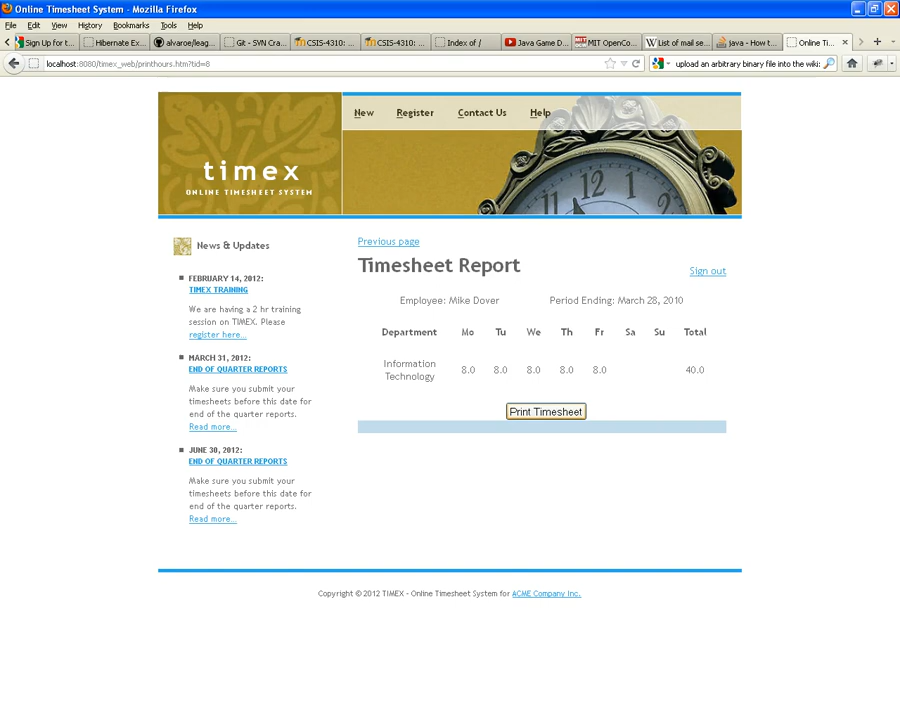 Online Timesheet System - Mozilla Firefox
File Edit View History Bookmarks Tools Help
Sign Up for t... Hibernate Ex... alvaroe/leag... Git - SVN Cra... CSIS-4310: ... CSIS-4310: ... Index of / Java Game D... MIT OpenCo... List of mail se... java - How t... Online Ti...
localhost:8080/timex_web/printhours.htm?tid=8
upload an arbitrary binary file into the wiki:
New Register Contact Us Help
timex
ONLINE TIMESHEET SYSTEM
12
11
1
News & Updates
FEBRUARY 14, 2012:
TIMEX TRAINING
We are having a 2 hr training
session on TIMEX. Please
register here...
MARCH 31, 2012:
END OF QUARTER REPORTS
Make sure you submit your
timesheets before this date for
end of the quarter reports.
Read more...
JUNE 30, 2012:
END OF QUARTER REPORTS
Make sure you submit your
timesheets before this date for
end of the quarter reports.
Read more...
Previous page
Timesheet Report
Sign out
Employee: Mike Dover Period Ending: March 28, 2010
Department Mo Tu We Th Fr Sa Su Total
Information
Technology 8.0 8.0 8.0 8.0 8.0 40.0
Print Timesheet
Copyright © 2012 TIMEX - Online Timesheet System for ACME Company Inc.